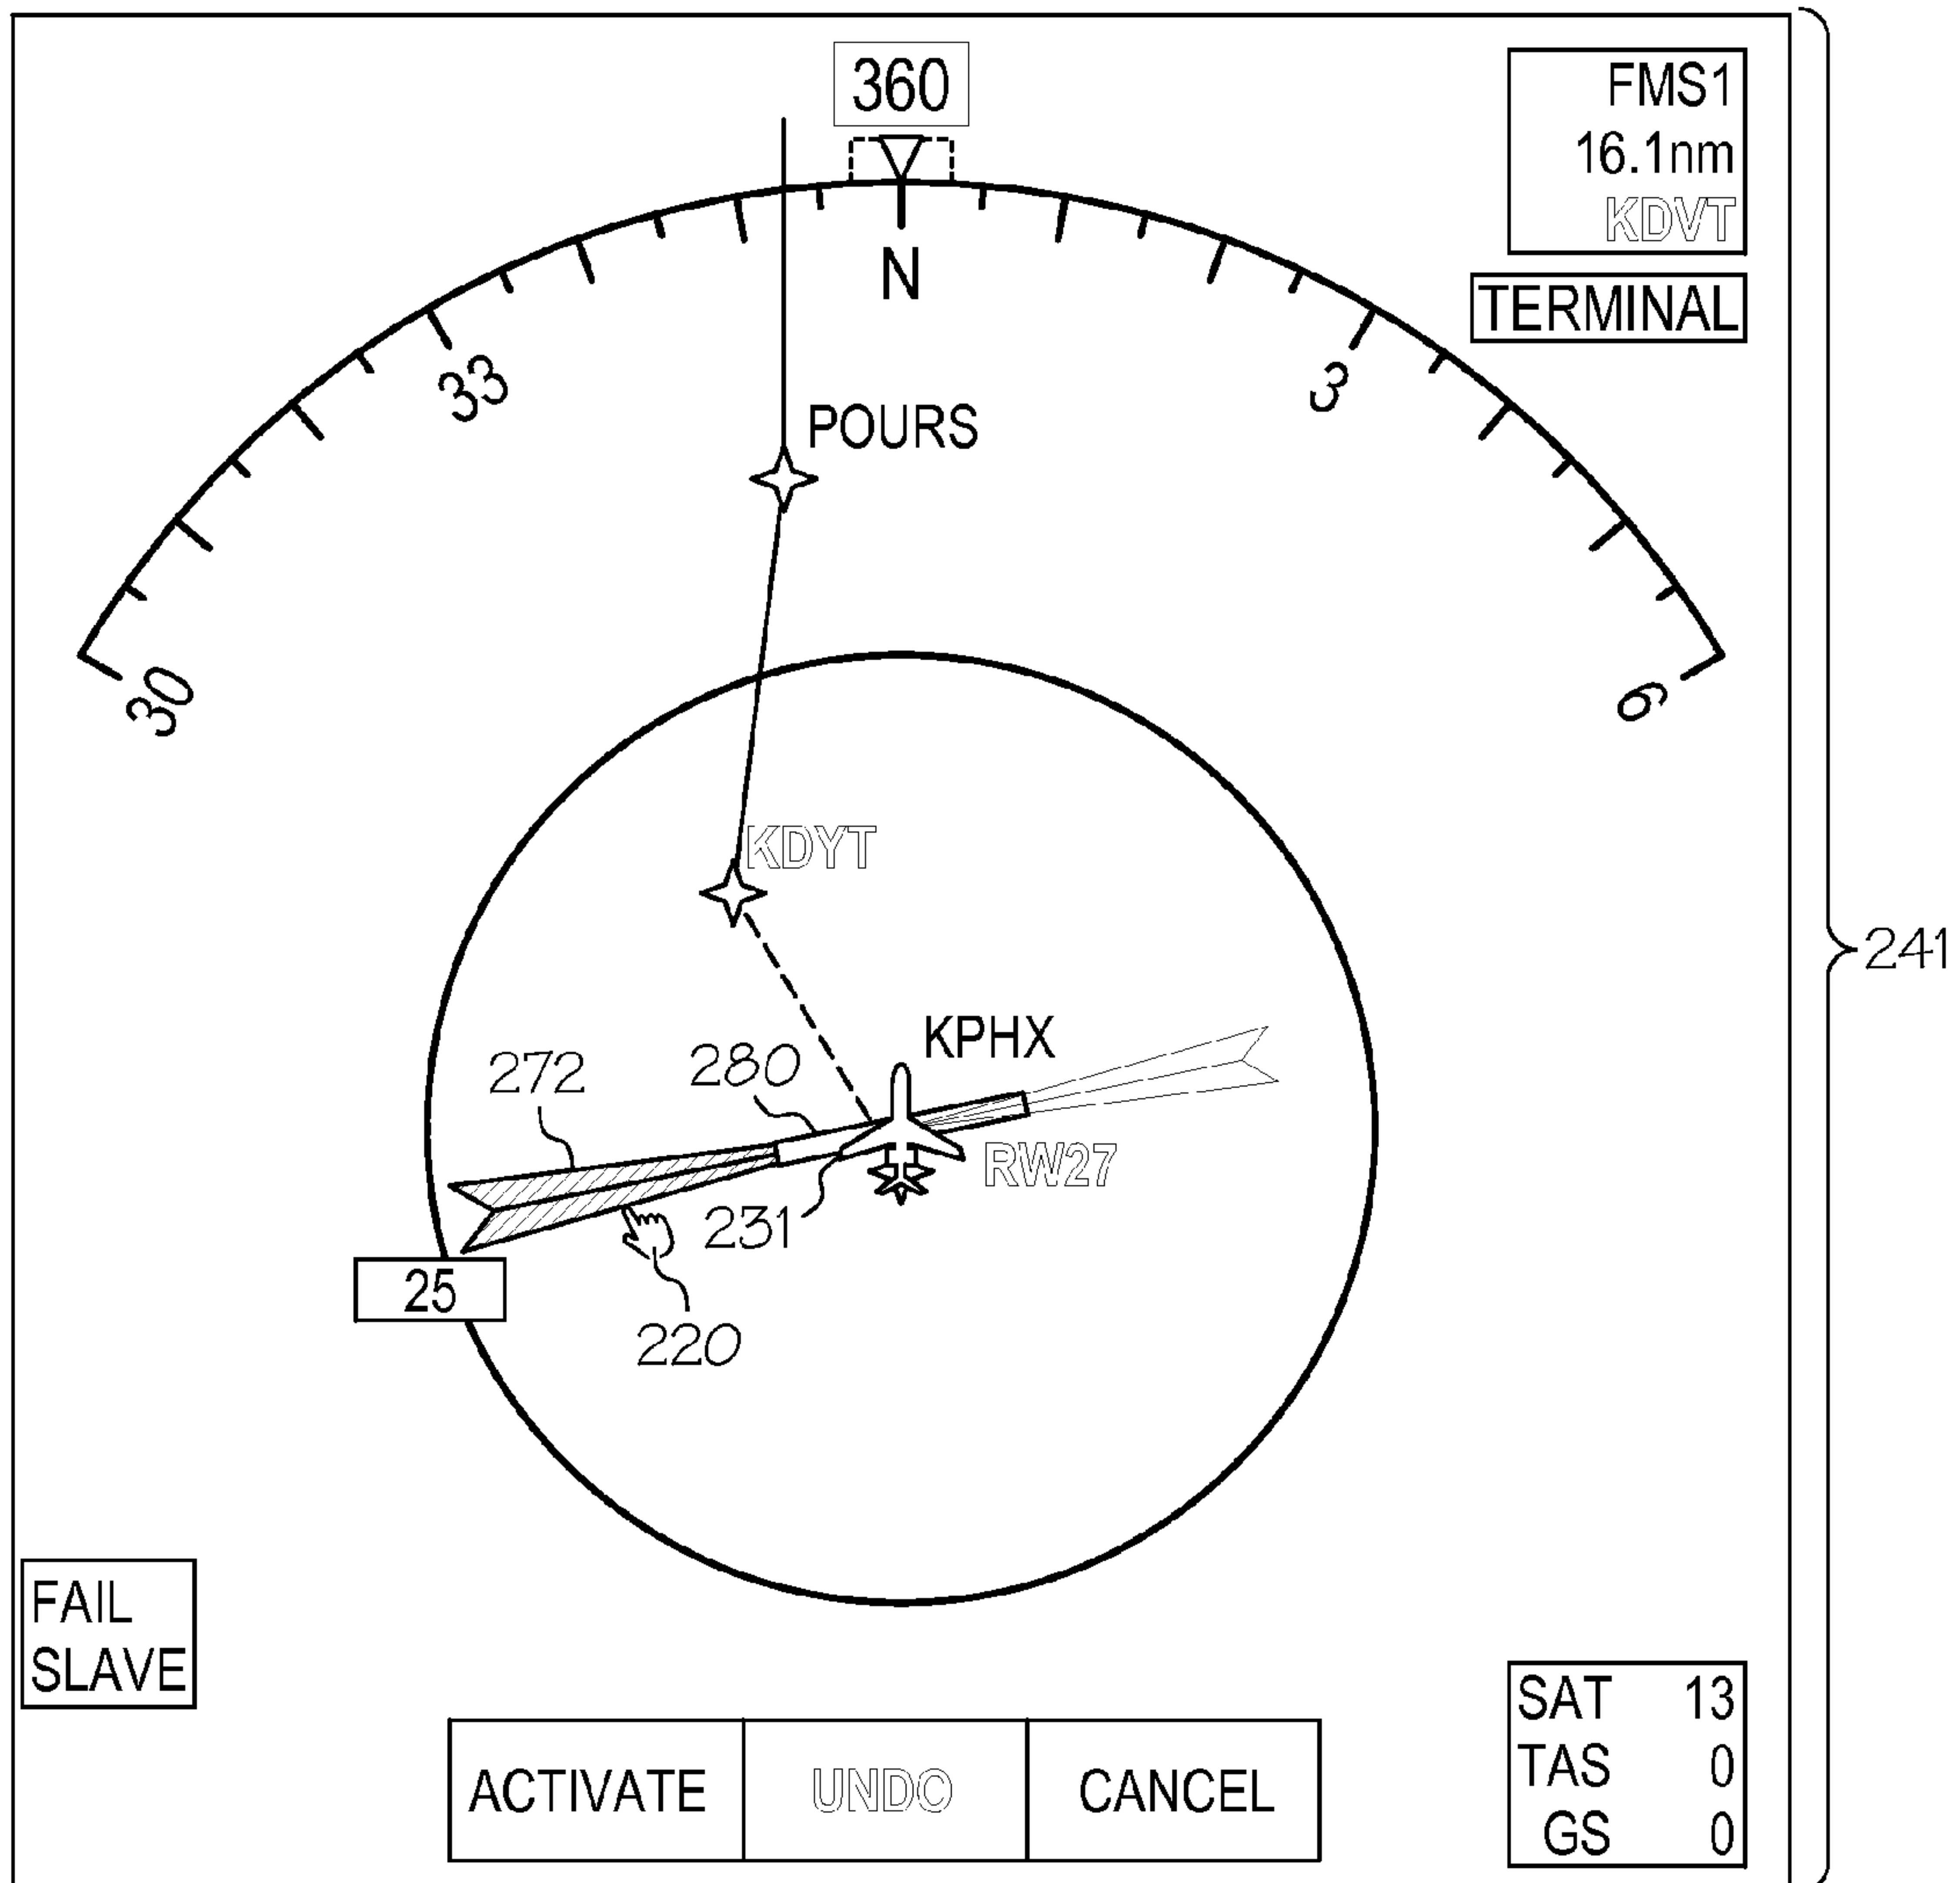 360
FMS1
16.1nm
KDVT
TERMINAL
N
33
3
POURS
30
6
KDYT
241
KPHX
272
280
RW27
231
25
220
FAIL
SLAVE
SAT 13
TAS 0
GS 0
ACTIVATE UNDO CANCEL